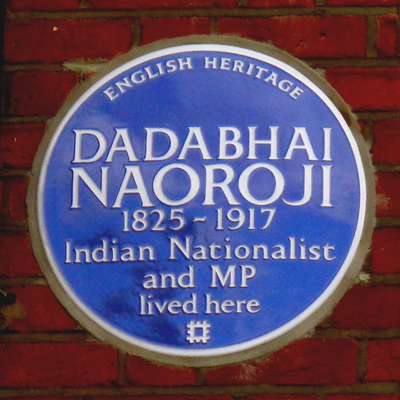 ENGLISH HERITAGE
DADABHAI
NAOROJI
1825 ~ 1917
Indian Nationalist
and MP
lived here